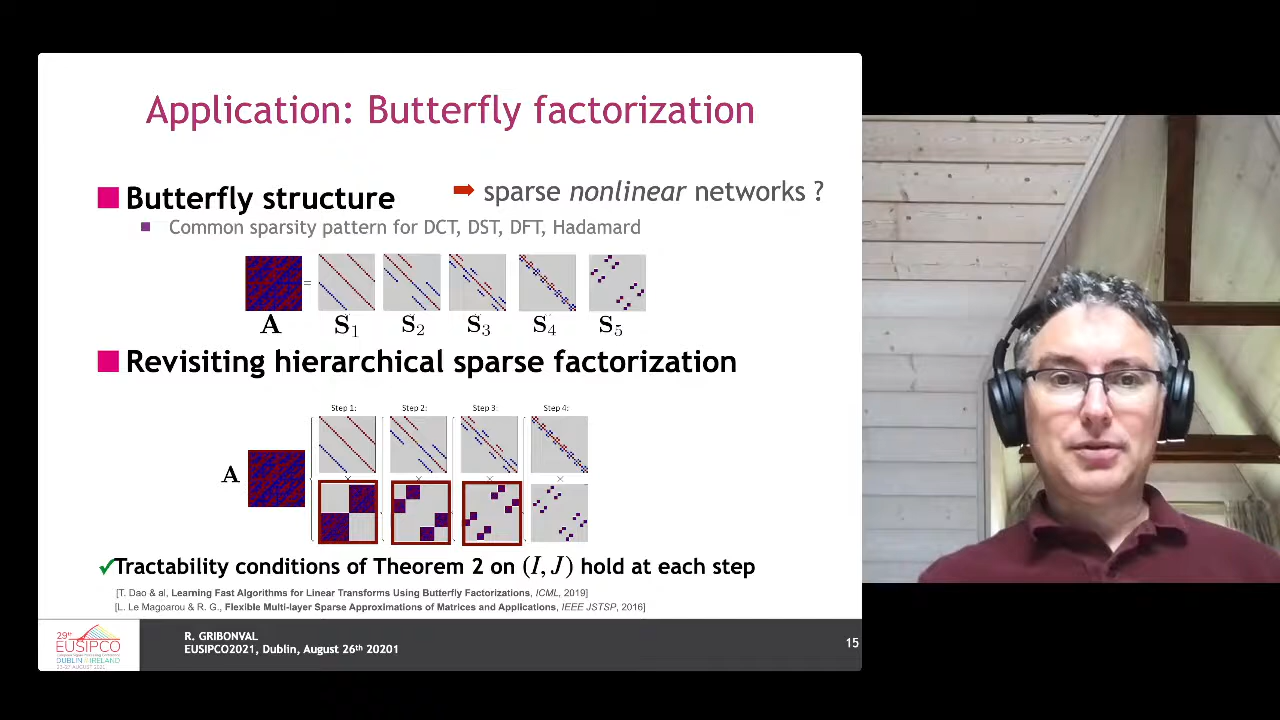 Application: Butterfly factorization
Butterfly structure
➡ sparse nonlinear networks ?
Common sparsity pattern for DCT, DST, DFT, Hadamard
=
A S1 S2 S3 S4 S5
Revisiting hierarchical sparse factorization
Step 1: Step 2: Step 3: Step 4:
× × × ×
A
✓Tractability conditions of Theorem 2 on (I, J) hold at each step
[T. Dao & al, Learning Fast Algorithms for Linear Transforms Using Butterfly Factorizations, ICML, 2019]
[L. Le Magoarou & R. G., Flexible Multi-layer Sparse Approximations of Matrices and Applications, IEEE JSTSP, 2016]
29th
EUSIPCO
DUBLIN IRELAND
R. GRIBONVAL
EUSIPCO2021, Dublin, August 26th 20201
15